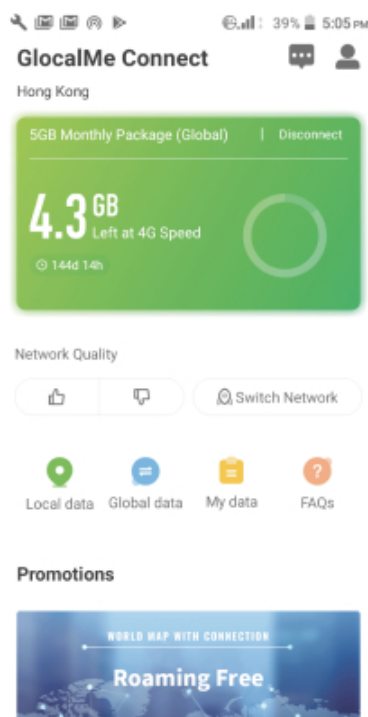 39% 5:05 PM
GlocalMe Connect
Hong Kong
5GB Monthly Package (Global) | Disconnect
4.3 GB
Left at 4G Speed
144d 14h
Network Quality
Switch Network
Local data Global data My data FAQs
?
Promotions
WORLD MAP WITH CONNECTION
Roaming Free